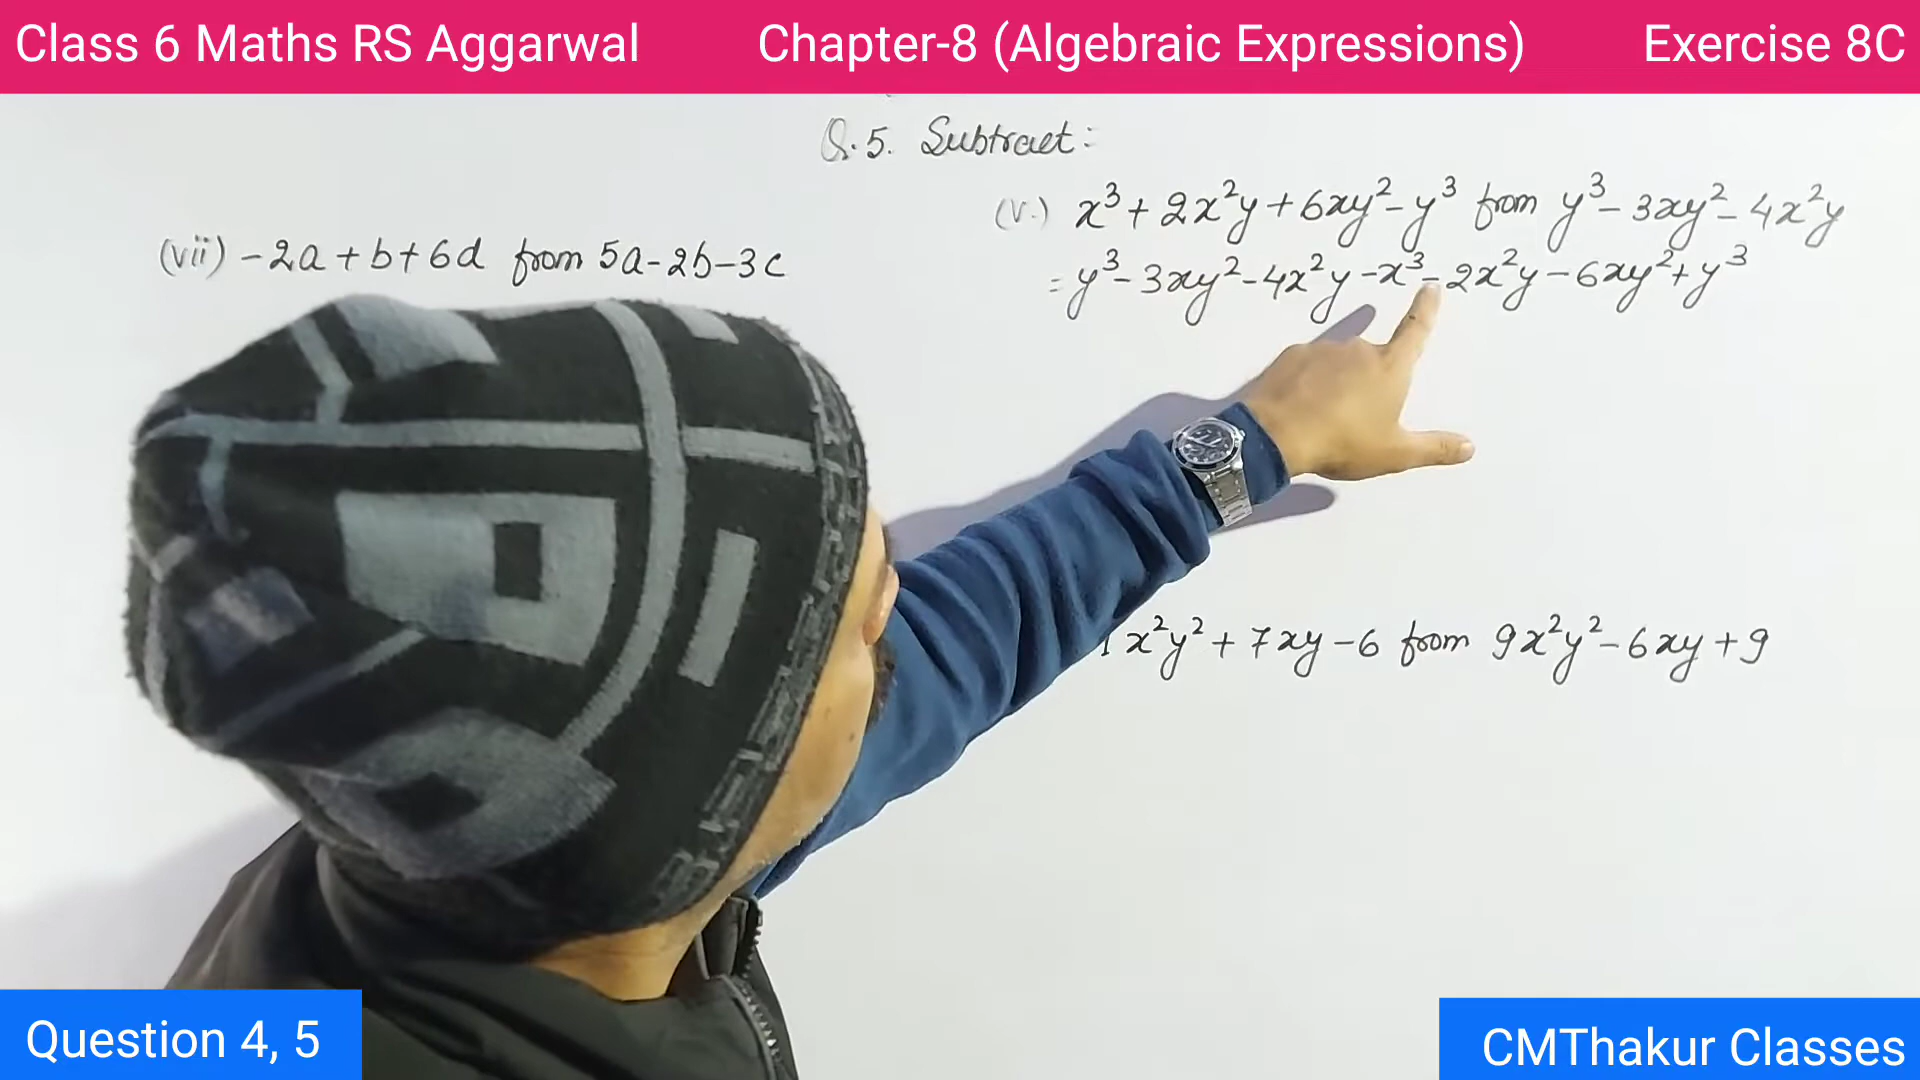 Class 6 Maths RS Aggarwal Chapter-8 (Algebraic Expressions) Exercise 8C
Q.5. Subtract:
(vii) -2a+b+6d from 5a-2b-3c
(v.) x³+2x²y+6xy²-y³ from y³-3xy²-4x²y
= y³-3xy²-4x²y-x³-2x²y-6xy²+y³
x²y²+7xy-6 from 9x²y²-6xy+9
Question 4, 5
CMThakur Classes